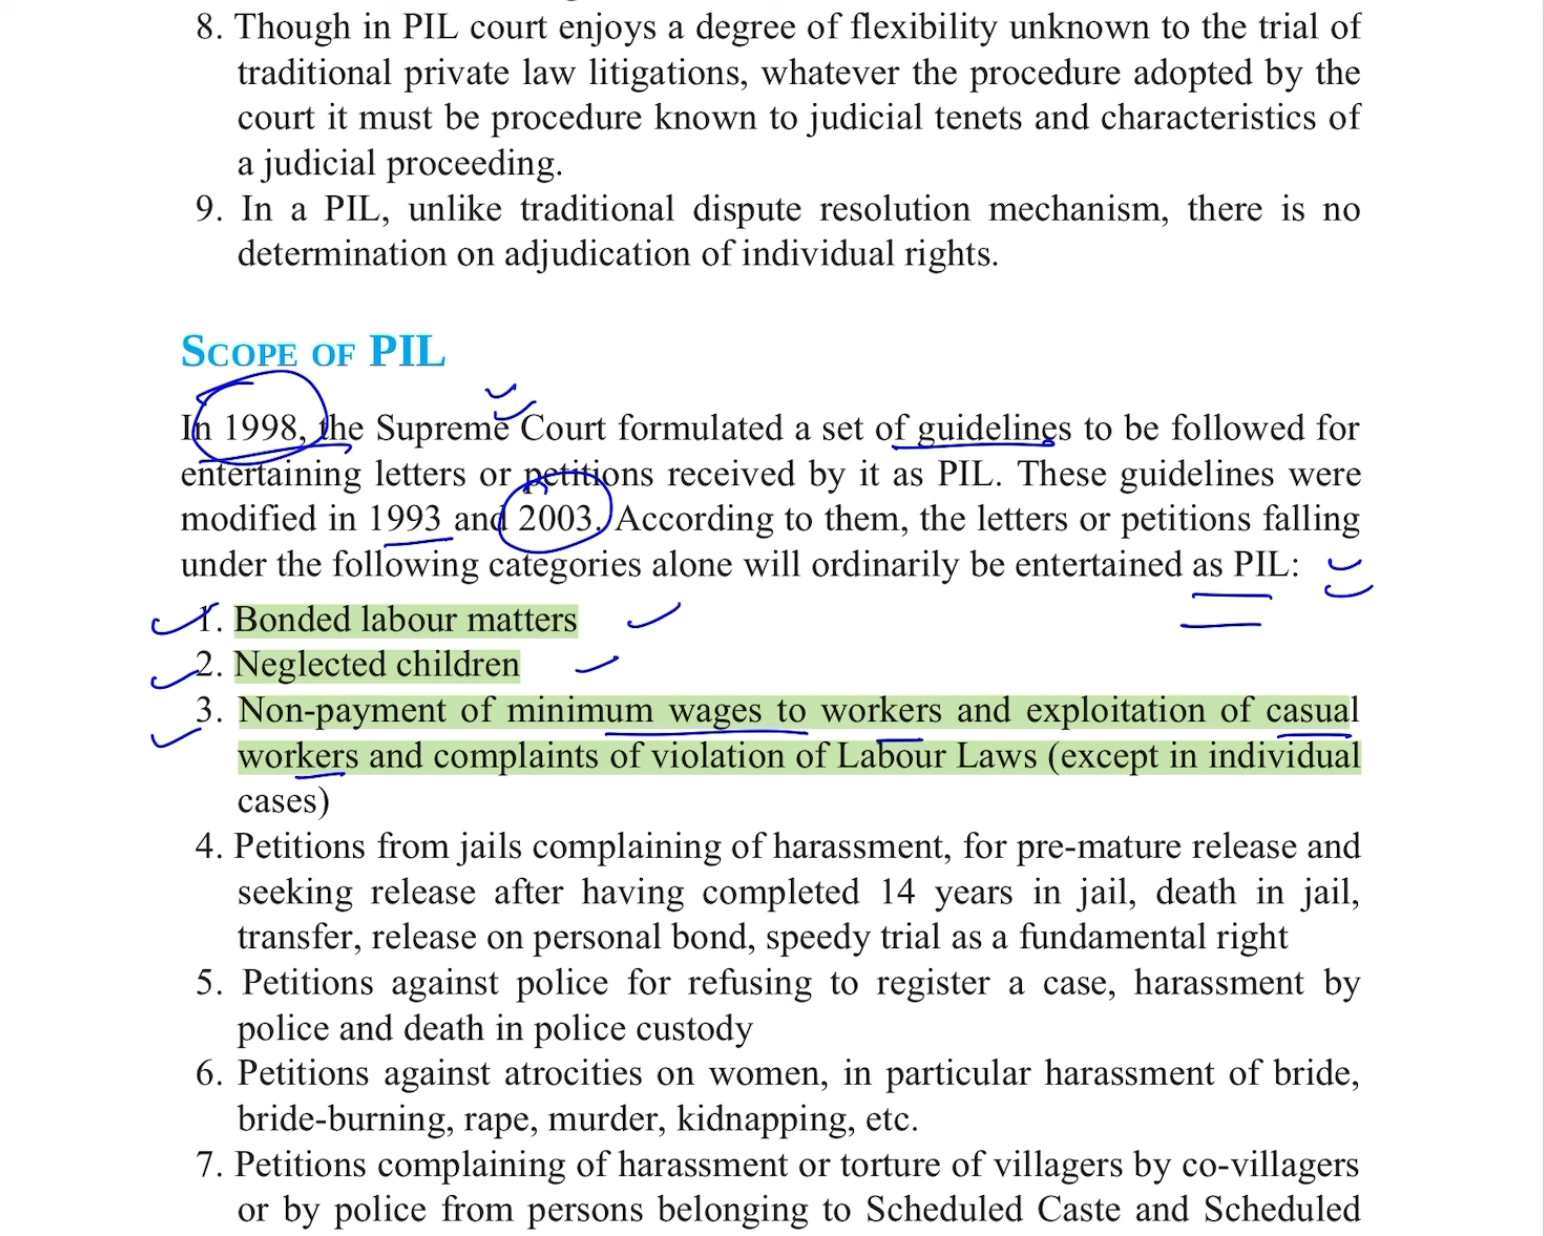 8. Though in PIL court enjoys a degree of flexibility unknown to the trial of
traditional private law litigations, whatever the procedure adopted by the
court it must be procedure known to judicial tenets and characteristics of
a judicial proceeding.
9. In a PIL, unlike traditional dispute resolution mechanism, there is no
determination on adjudication of individual rights.
SCOPE OF PIL
In 1998, the Supreme Court formulated a set of guidelines to be followed for
entertaining letters or petitions received by it as PIL. These guidelines were
modified in 1993 and 2003. According to them, the letters or petitions falling
under the following categories alone will ordinarily be entertained as PIL:
1. Bonded labour matters
2. Neglected children
3. Non-payment of minimum wages to workers and exploitation of casual
workers and complaints of violation of Labour Laws (except in individual
cases)
4. Petitions from jails complaining of harassment, for pre-mature release and
seeking release after having completed 14 years in jail, death in jail,
transfer, release on personal bond, speedy trial as a fundamental right
5. Petitions against police for refusing to register a case, harassment by
police and death in police custody
6. Petitions against atrocities on women, in particular harassment of bride,
bride-burning, rape, murder, kidnapping, etc.
7. Petitions complaining of harassment or torture of villagers by co-villagers
or by police from persons belonging to Scheduled Caste and Scheduled